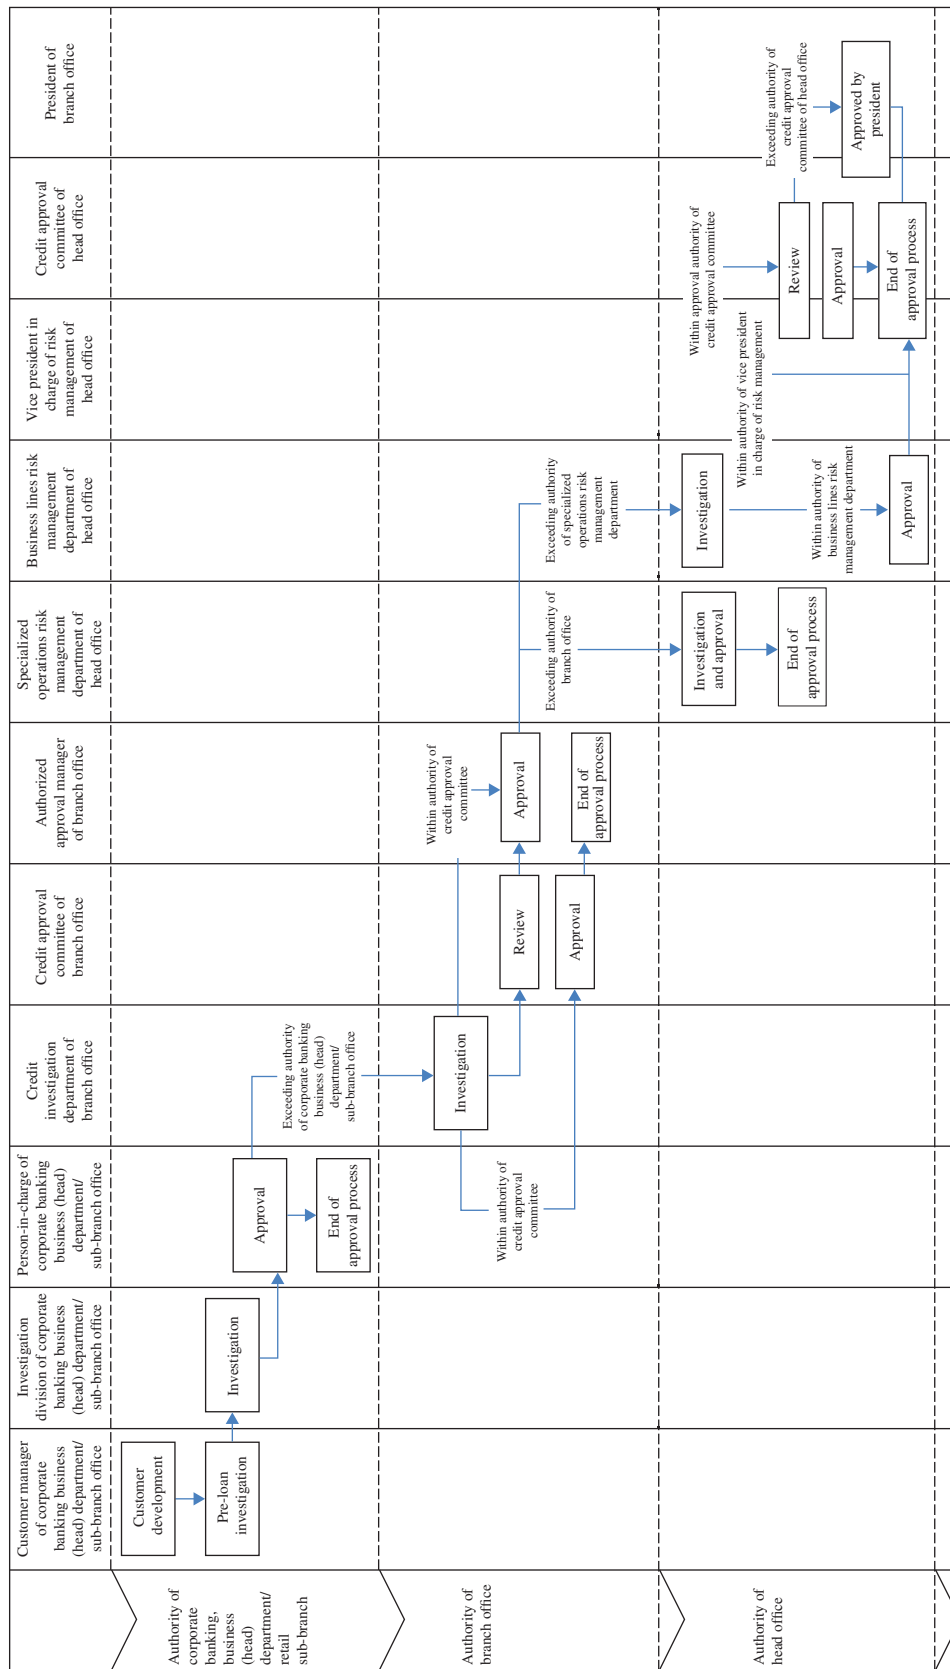 Customer manager
of corporate
banking business
(head) department/
sub-branch office
Investigation
division of corporate
banking business
(head) department/
sub-branch office
Person-in-charge of
corporate banking
business (head)
department/
sub-branch office
Credit
investigation
department of
branch office
Credit approval
committee of
branch office
Authorized
approval manager
of branch office
Specialized
operations risk
management
department of
head office
Business lines risk
management
department of
head office
Vice president in
charge of risk
management of
head office
Credit approval
committee of
head office
President of
branch office
Authority of
corporate
banking,
business
(head)
department/
retail
sub-branch
Customer
development
Pre-loan
investigation
Investigation
Approval
End of
approval process
Exceeding authority
of corporate banking
business (head)
department/
sub-branch office
Authority of
branch office
Investigation
Within authority of
credit approval
committee
Review
Approval
Within authority of
credit approval
committee
Approval
End of
approval process
Exceeding authority of
branch office
Exceeding authority
of specialized
operations risk
management
department
Authority of
head office
Investigation
and approval
End of
approval process
Investigation
Within authority of
business lines risk
management department
Approval
Within authority of vice president
in charge of risk management
Within approval authority of
credit approval committee
Review
Approval
End of
approval process
Exceeding authority of
credit approval
committee of head office
Approved by
president